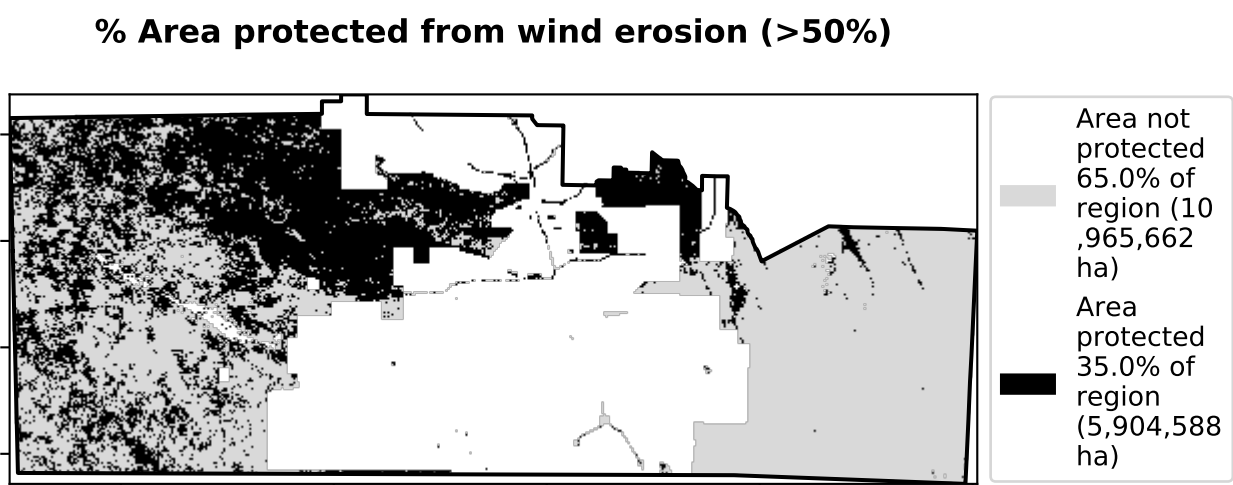 % Area protected from wind erosion (>50%)
Area not
protected
65.0% of
region (10
,965,662
ha)
Area
protected
35.0% of
region
(5,904,588
ha)